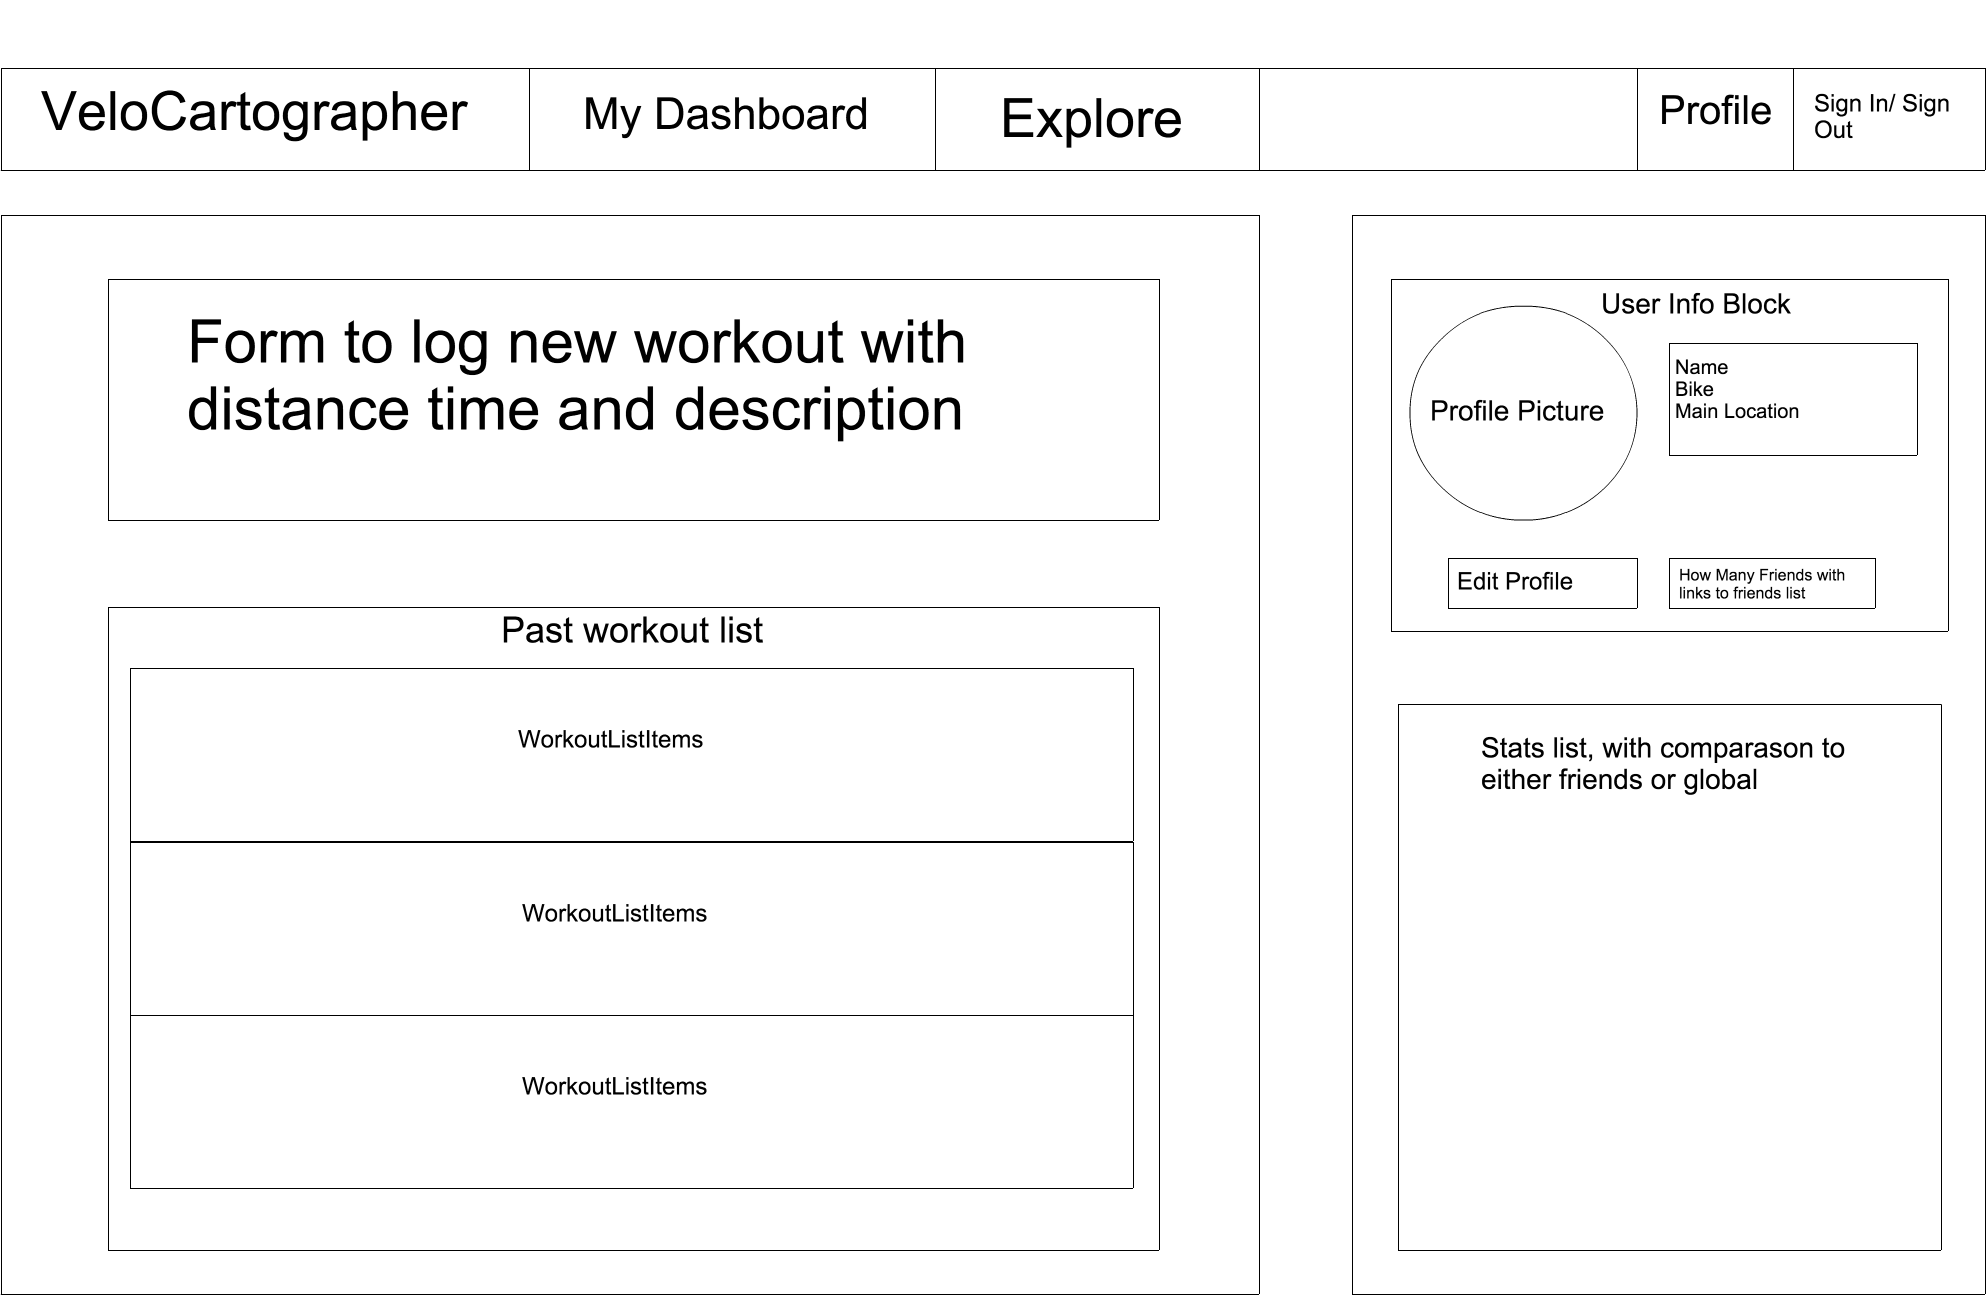 VeloCartographer
My Dashboard
Explore
Profile
Sign In/ Sign
Out
Form to log new workout with
distance time and description
Past workout list
WorkoutListItems
WorkoutListItems
WorkoutListItems
User Info Block
Profile Picture
Name
Bike
Main Location
Edit Profile
How Many Friends with
links to friends list
Stats list, with comparason to
either friends or global